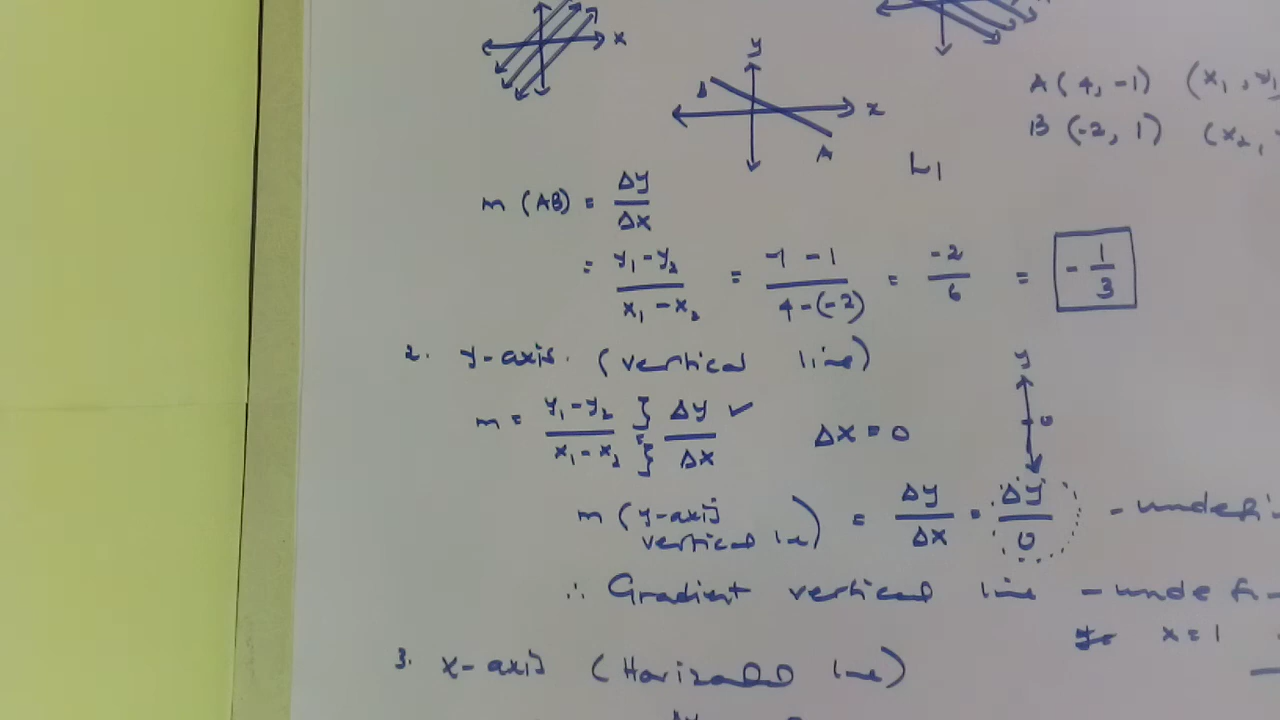 x
y
A(4, -1) (x₁, y₁
B x
B (-2, 1) (x₂,
A L₁
m (AB) = Δy/Δx
= y₁-y₂/x₁-x₂ = -1-1/4-(-2) = -2/6 = -1/3
2. y-axis. (vertical line)
y
m = y₁-y₂/x₁-x₂ } Δy/Δx ✓ Δx = 0 0
m (y-axis vertical line) = Δy/Δx = Δy/0 - undefi
∴ Gradient vertical line - undefi-
x = 1
3. x-axis (Horizontal line)